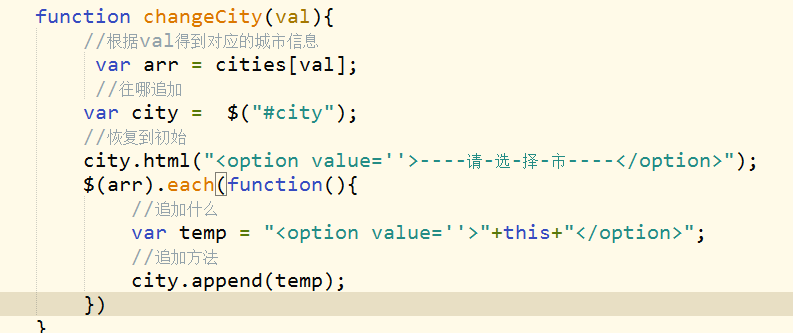 function changeCity(val){
//根据val得到对应的城市信息
var arr = cities[val];
//往哪追加
var city =  $("#city");
//恢复到初始
city.html("<option value=''>----请-选-择-市----</option>");
$(arr).each(function(){
//追加什么
var temp = "<option value=''>"+this+"</option>";
//追加方法
city.append(temp);
})
}